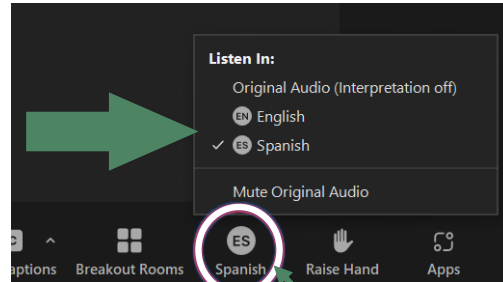 Listen In:
Original Audio (Interpretation off)
EN English
ES Spanish
Mute Original Audio
ES
Breakout Rooms Spanish Raise Hand Apps